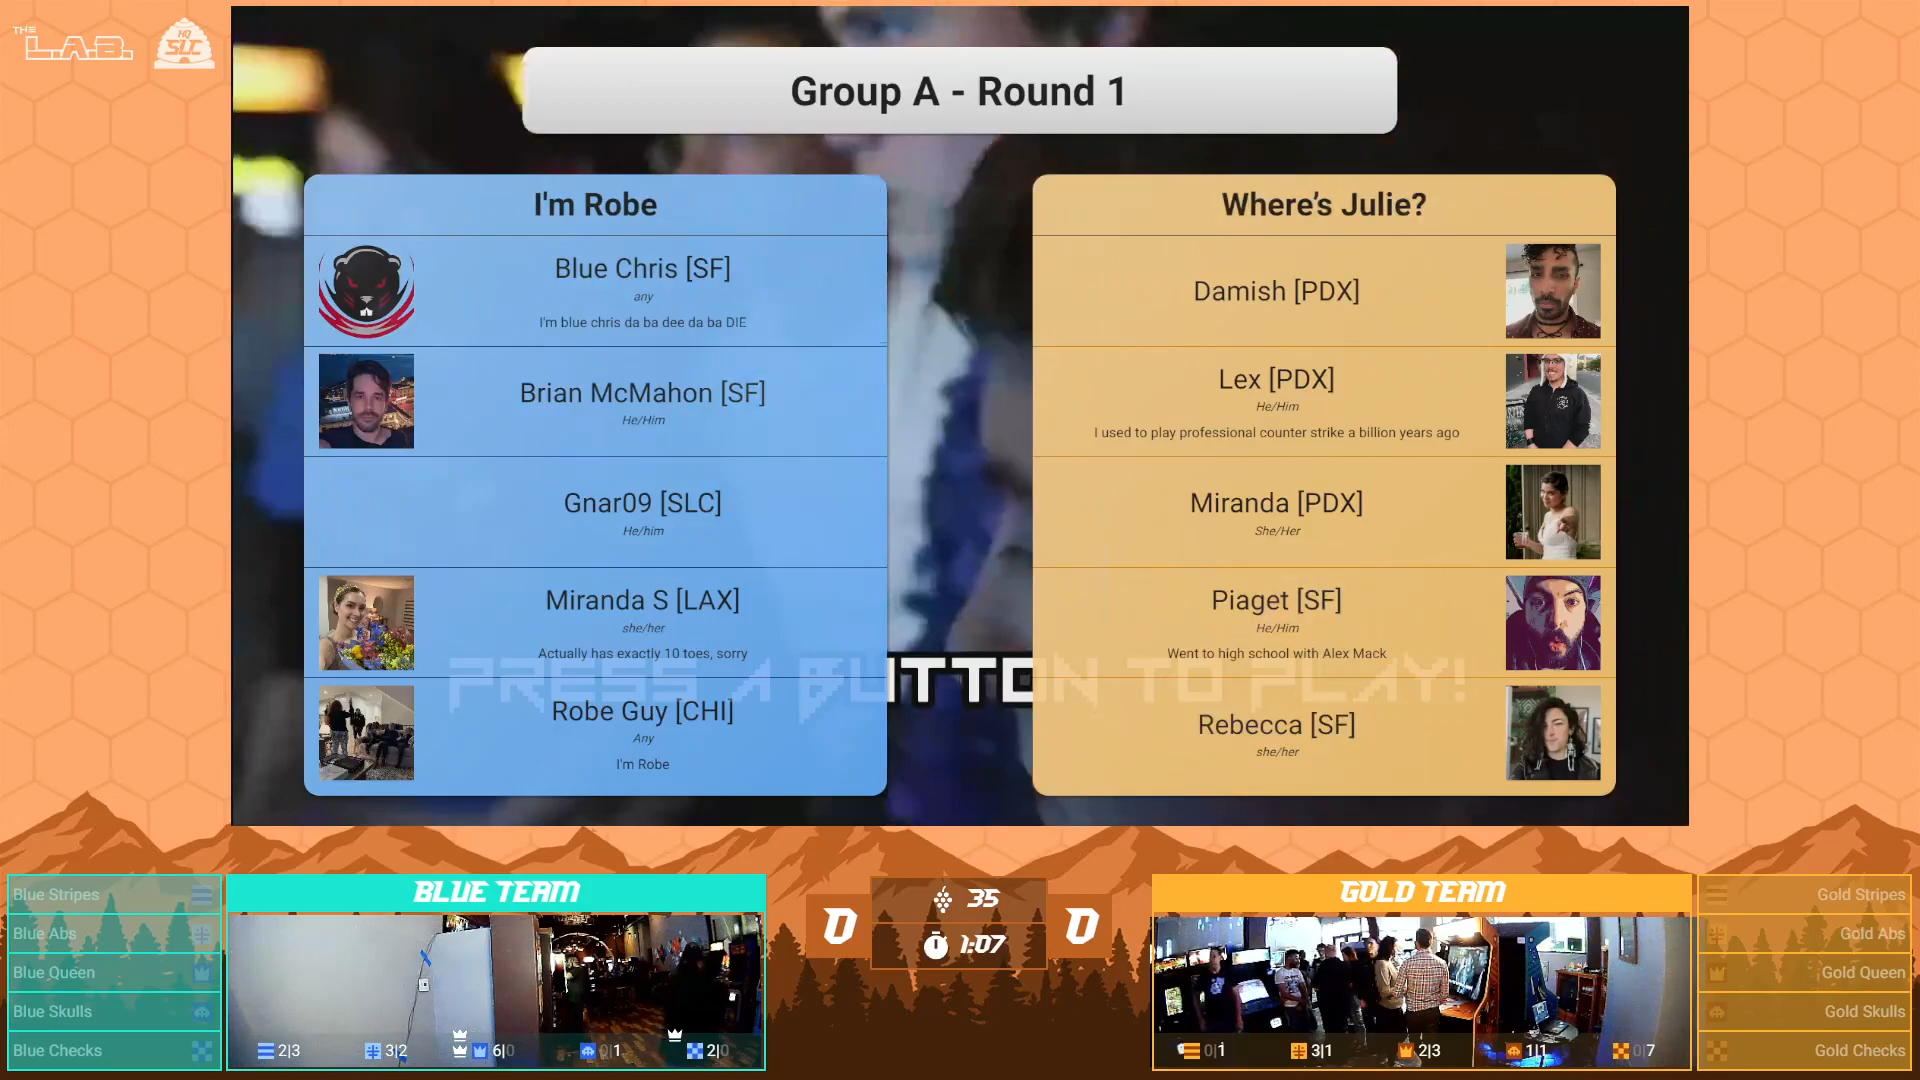 THE
L.A.B.
HQ
SLC
Group A - Round 1
I'm Robe
Blue Chris [SF]
any
I'm blue chris da ba dee da ba DIE
Brian McMahon [SF]
He/Him
Gnar09 [SLC]
He/him
Miranda S [LAX]
she/her
Actually has exactly 10 toes, sorry
Robe Guy [CHI]
Any
I'm Robe
Where's Julie?
Damish [PDX]
Lex [PDX]
He/Him
I used to play professional counter strike a billion years ago
Miranda [PDX]
She/Her
Piaget [SF]
He/Him
Went to high school with Alex Mack
Rebecca [SF]
she/her
PRESS A BUTTON TO PLAY!
Blue Stripes
Blue Abs
Blue Queen
Blue Skulls
Blue Checks
BLUE TEAM
2|3
3|2
6|0
0|1
2|0
0
35
1:07
0
GOLD TEAM
0|1
3|1
2|3
1|1
0|7
Gold Stripes
Gold Abs
Gold Queen
Gold Skulls
Gold Checks